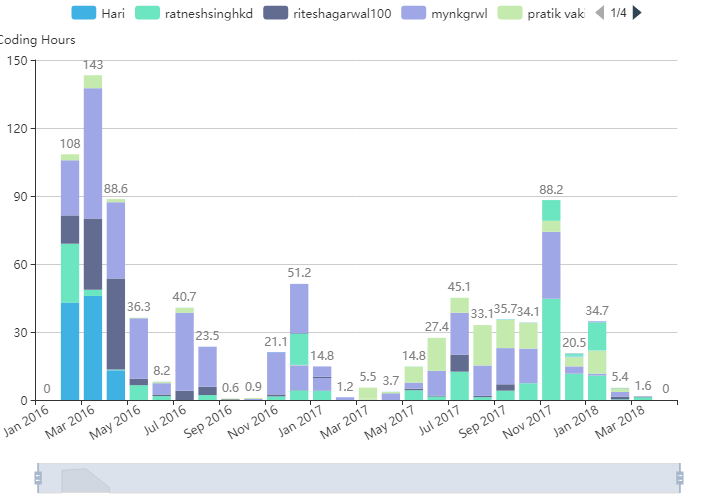 Hari ratneshsinghkd riteshagarwal100 mynkgrwl pratik vaki 1/4
Coding Hours
150
120
90
60
30
0
0
108
143
88.6
36.3
8.2
40.7
23.5
0.6
0.9
21.1
51.2
14.8
1.2
5.5
3.7
14.8
27.4
45.1
33.1
35.7
34.1
88.2
20.5
34.7
5.4
1.6
0
Jan 2016
Mar 2016
May 2016
Jul 2016
Sep 2016
Nov 2016
Jan 2017
Mar 2017
May 2017
Jul 2017
Sep 2017
Nov 2017
Jan 2018
Mar 2018